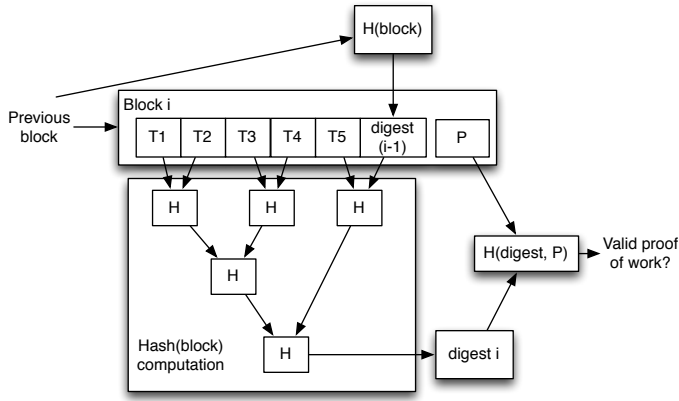 H(block)
Block i
Previous
block
T1 T2 T3 T4 T5 digest
(i-1)
P
H H H
H
H
Hash(block)
computation
H(digest, P)
Valid proof
of work?
digest i